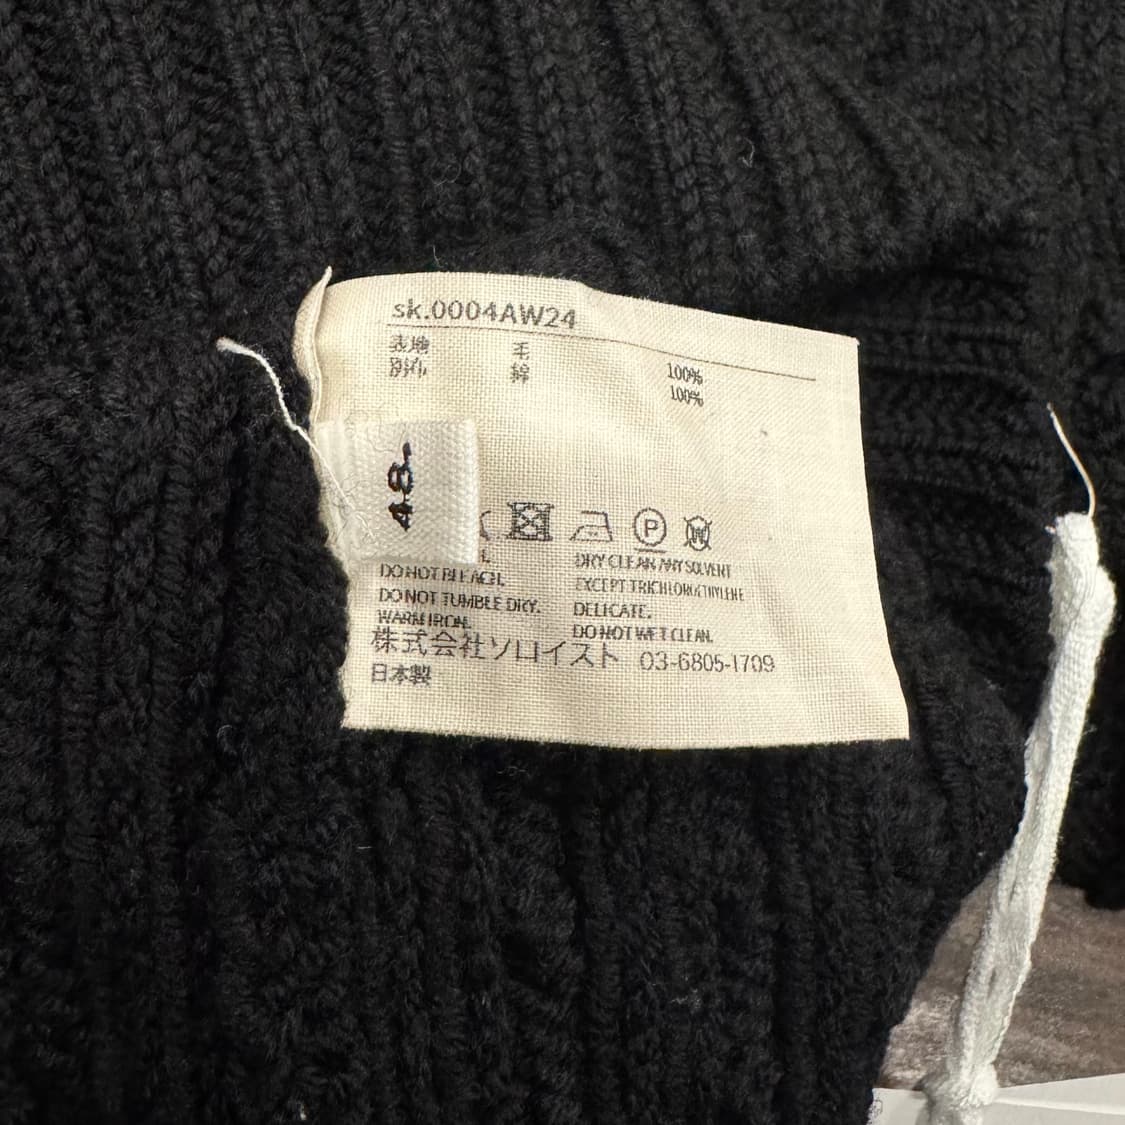 sk.0004AW24
表地 毛 100%
別布 綿 100%
48.
P
W
DO NOT BLEACH.
DO NOT TUMBLE DRY.
WARM IRON.
DRY CLEAN ANY SOLVENT
EXCEPT TRICHLOROETHYLENE
DELICATE.
DO NOT WET CLEAN.
株式会社ソロイスト 03-6805-1709
日本製